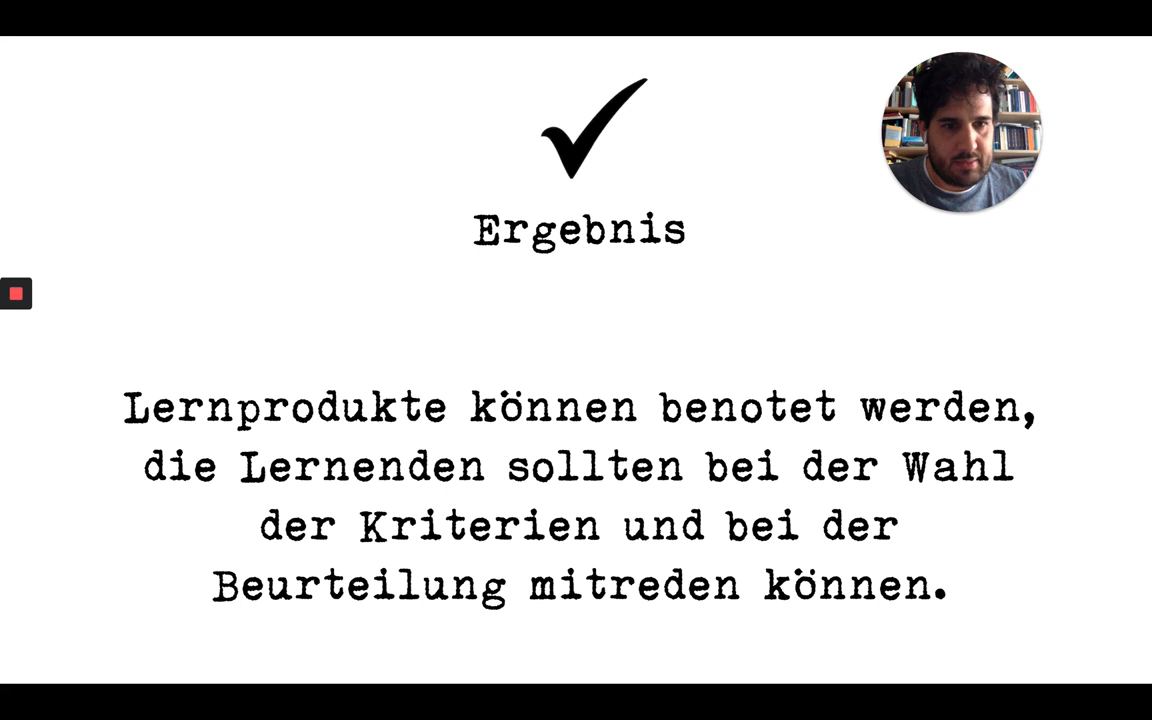 Ergebnis
Lernprodukte können benotet werden,
die Lernenden sollten bei der Wahl
der Kriterien und bei der
Beurteilung mitreden können.